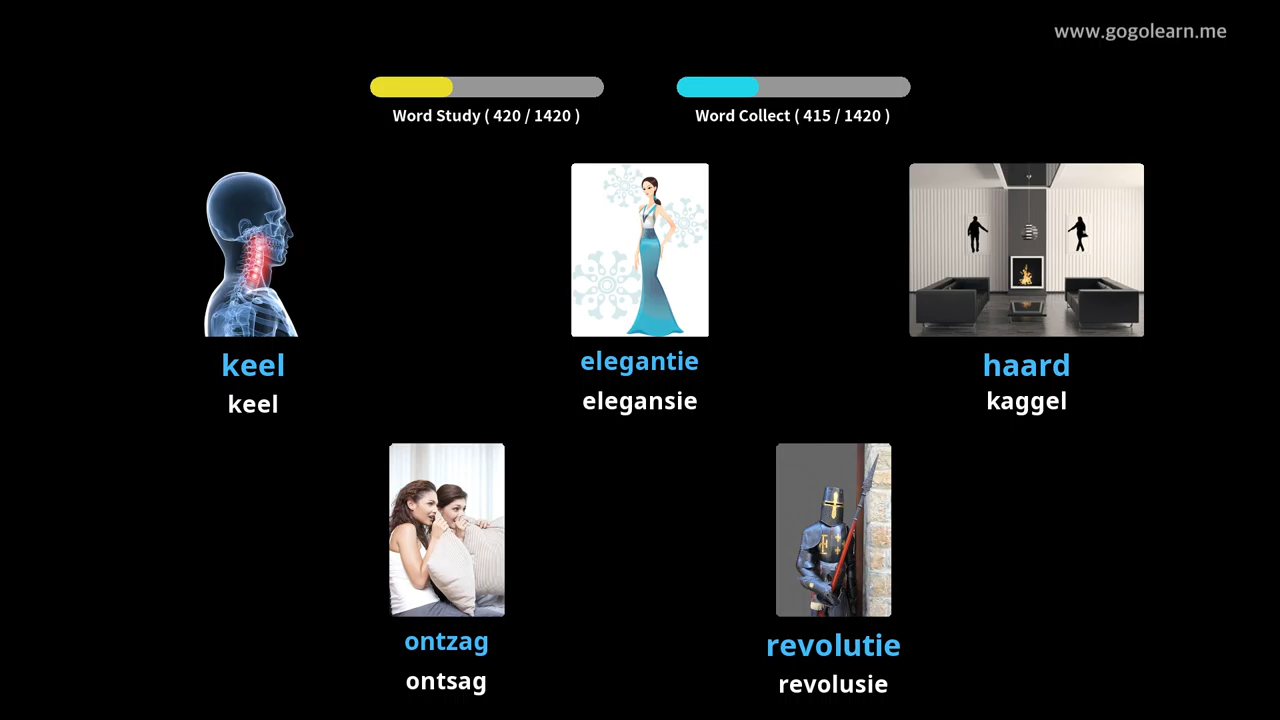 www.gogolearn.me
Word Study ( 420 / 1420 )
Word Collect ( 415 / 1420 )
keel
keel
elegantie
elegansie
haard
kaggel
ontzag
ontsag
revolutie
revolusie